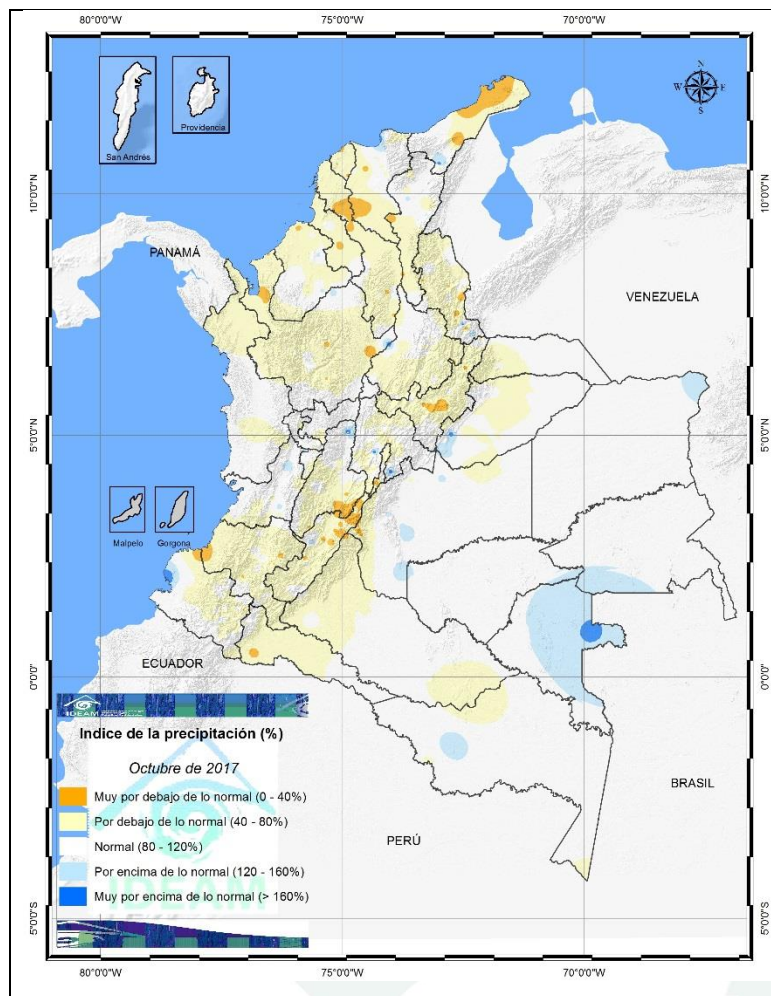 80°0'0"W 75°0'0"W 70°0'0"W
San Andrés
Providencia
N
W E
S
10°0'0"N
10°0'0"N
PANAMÁ
VENEZUELA
5°0'0"N
5°0'0"N
Malpelo
Gorgona
ECUADOR
0°0'0"
0°0'0"
IDEAM
Indice de la precipitación (%)
Octubre de 2017
Muy por debajo de lo normal (0 - 40%)
Por debajo de lo normal (40 - 80%)
Normal (80 - 120%)
Por encima de lo normal (120 - 160%)
Muy por encima de lo normal (> 160%)
IDEAM
BRASIL
PERÚ
5°0'0"S
5°0'0"S
80°0'0"W 75°0'0"W 70°0'0"W